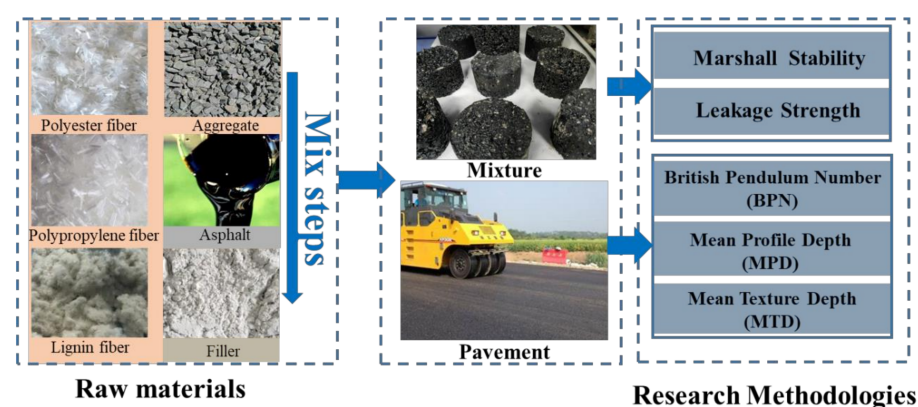 Polyester fiber
Aggregate
Polypropylene fiber
Asphalt
Lignin fiber
Filler
Mix steps
Raw materials
Mixture
Pavement
Marshall Stability
Leakage Strength
British Pendulum Number
(BPN)
Mean Profile Depth
(MPD)
Mean Texture Depth
(MTD)
Research Methodologies